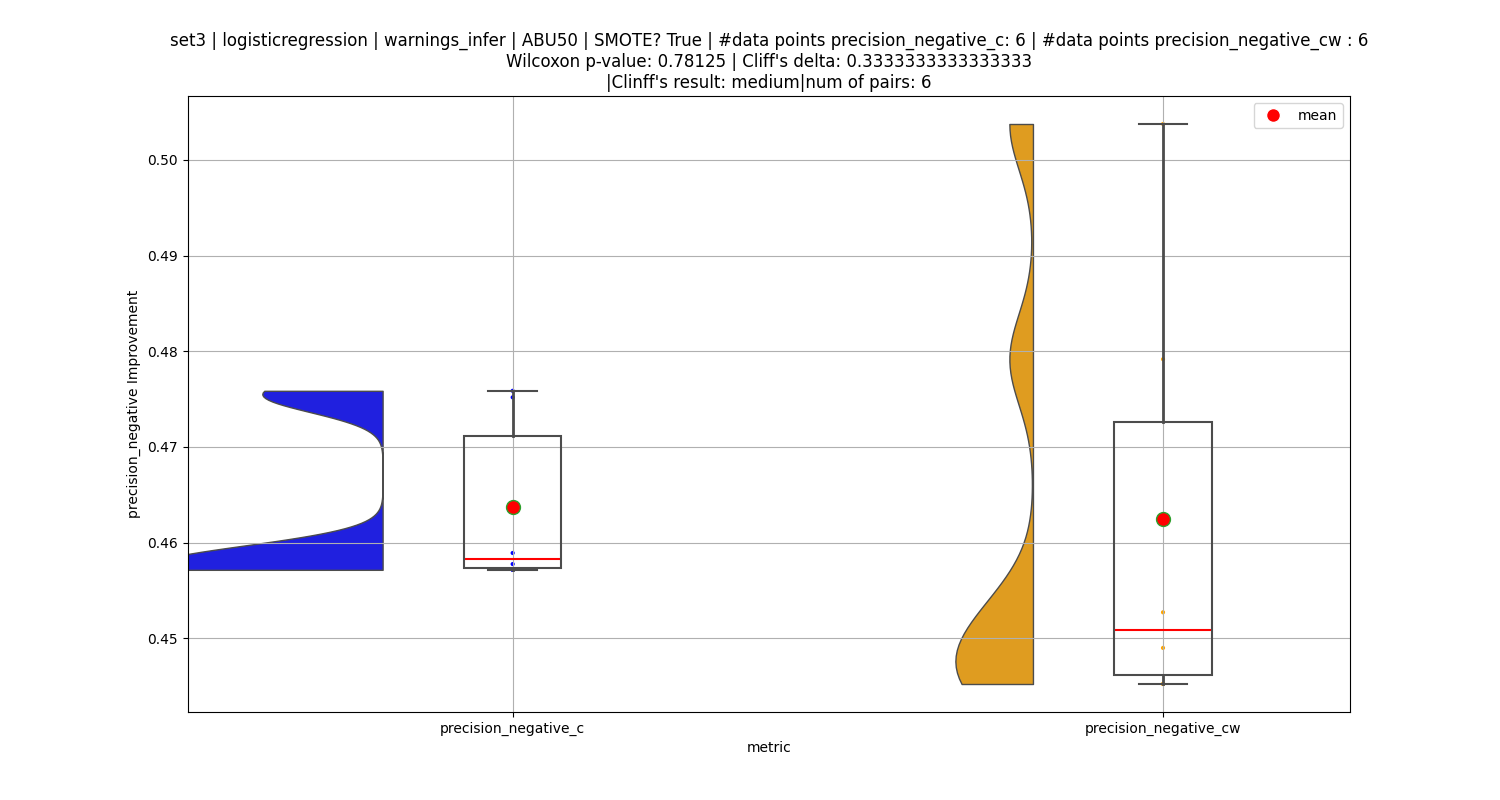 set3 | logisticregression | warnings_infer | ABU50 | SMOTE? True | #data points precision_negative_c: 6 | #data points precision_negative_cw : 6
Wilcoxon p-value: 0.78125 | Cliff's delta: 0.3333333333333333
|Clinff's result: medium|num of pairs: 6
mean
0.50
0.49
0.48
0.47
0.46
0.45
precision_negative Improvement
precision_negative_c
precision_negative_cw
metric